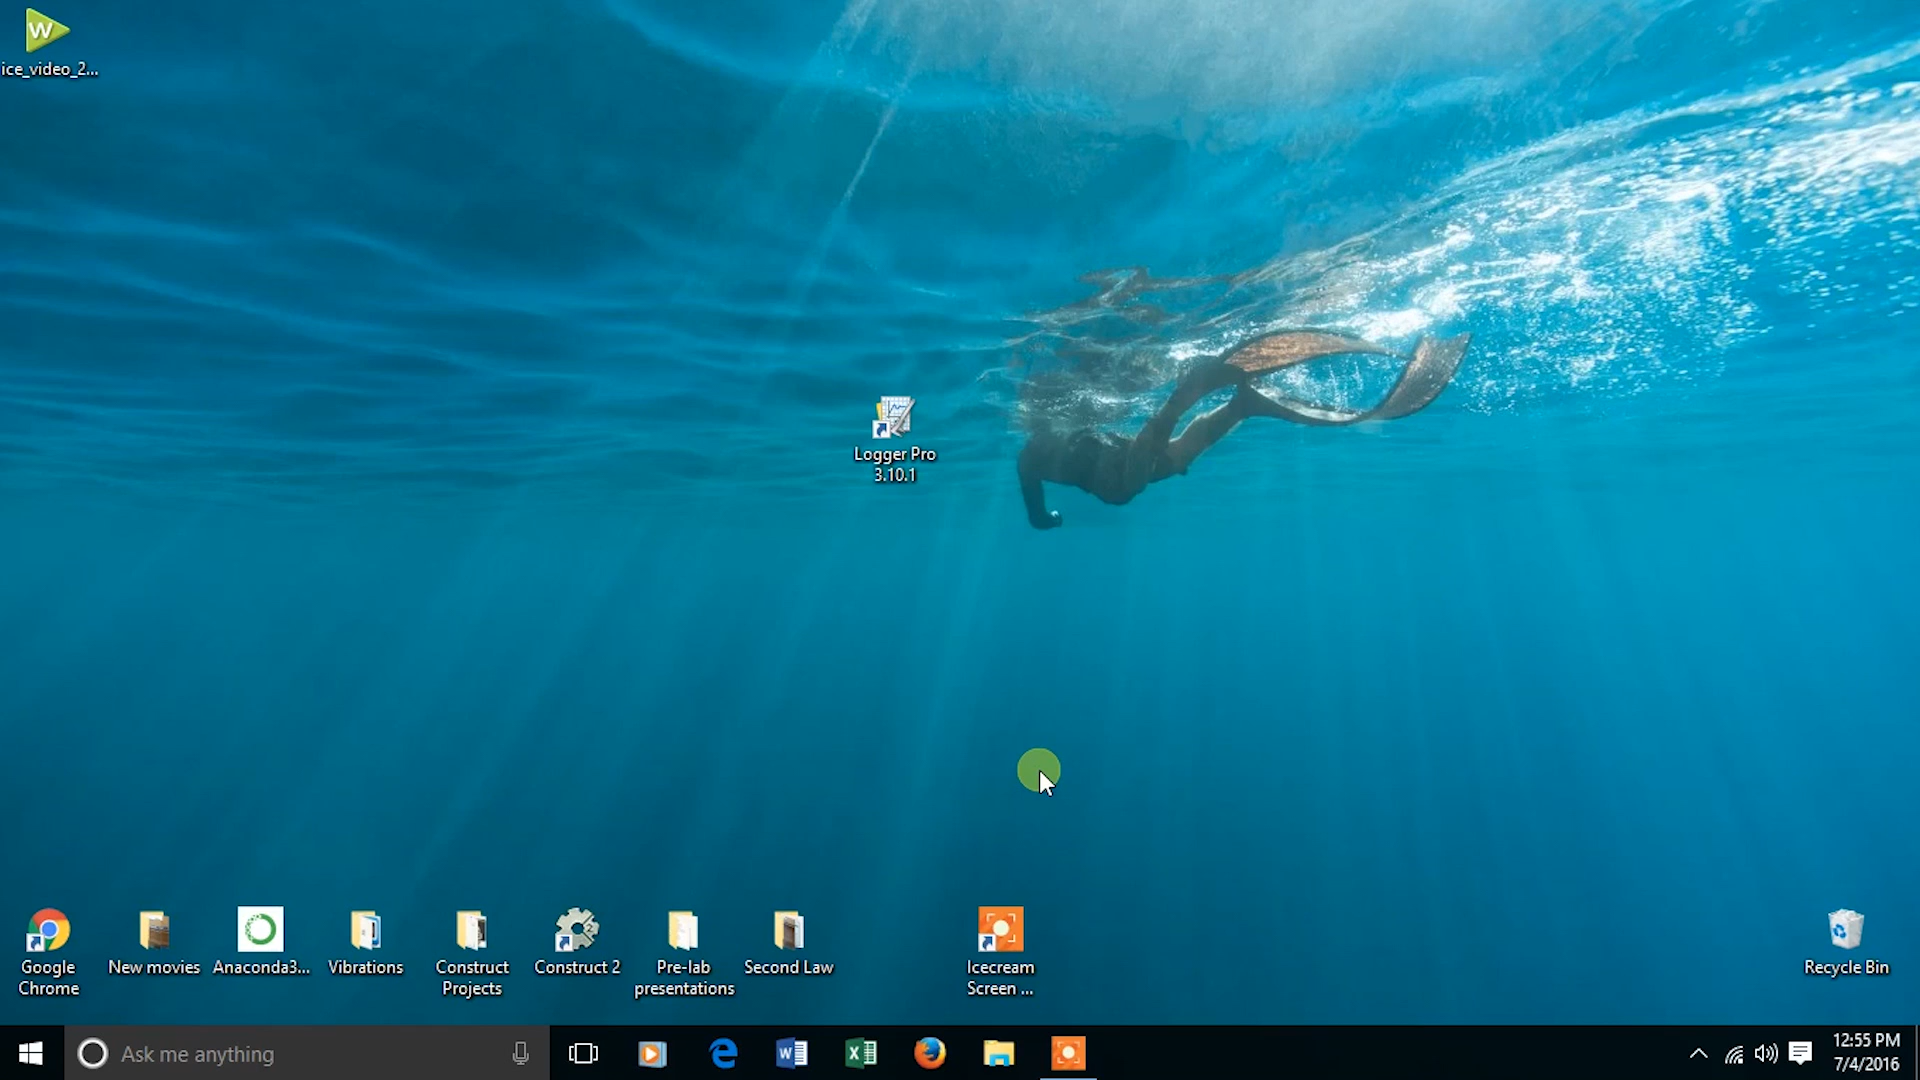 ice_video_2...
Logger Pro
3.10.1
Google
Chrome
New movies
Anaconda3...
Vibrations
Construct
Projects
Construct 2
Pre-lab
presentations
Second Law
Icecream
Screen ...
Recycle Bin
Ask me anything
12:55 PM
7/4/2016